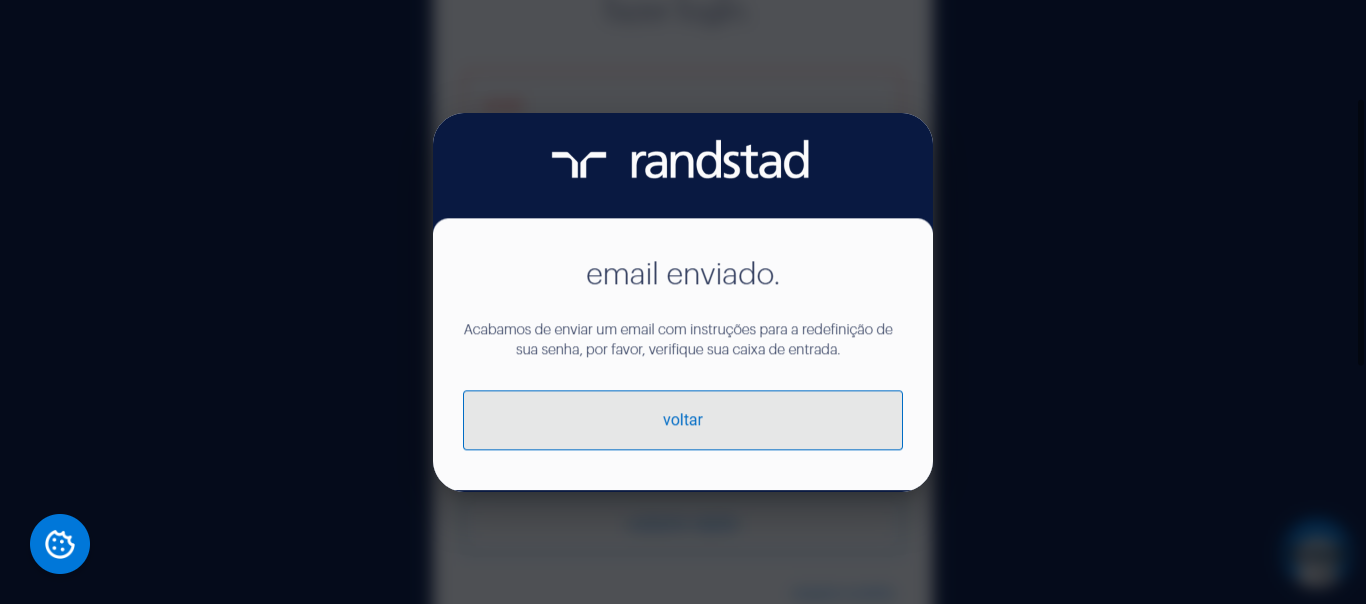 randstad
email enviado.
Acabamos de enviar um email com instruções para a redefinição de
sua senha, por favor, verifique sua caixa de entrada.
voltar